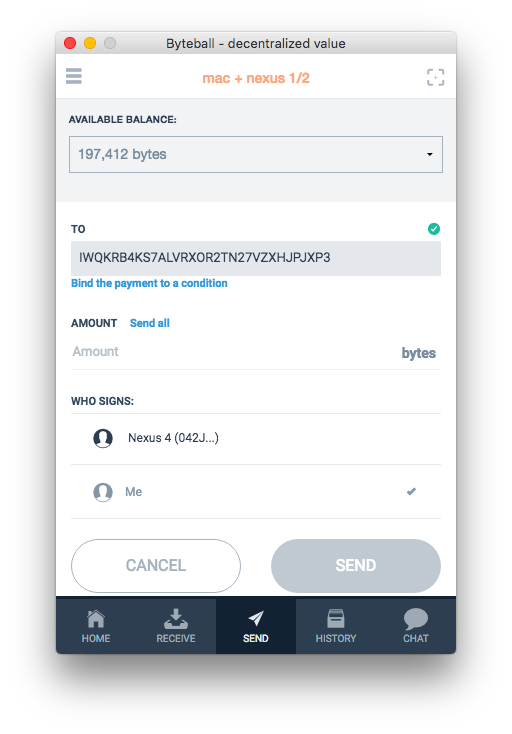 Byteball - decentralized value
mac + nexus 1/2
AVAILABLE BALANCE:
197,412 bytes
TO
IWQKRB4KS7ALVRXOR2TN27VZXHJPJXP3
Bind the payment to a condition
AMOUNT Send all
Amount bytes
WHO SIGNS:
Nexus 4 (042J...)
Me
CANCEL SEND
HOME RECEIVE SEND HISTORY CHAT